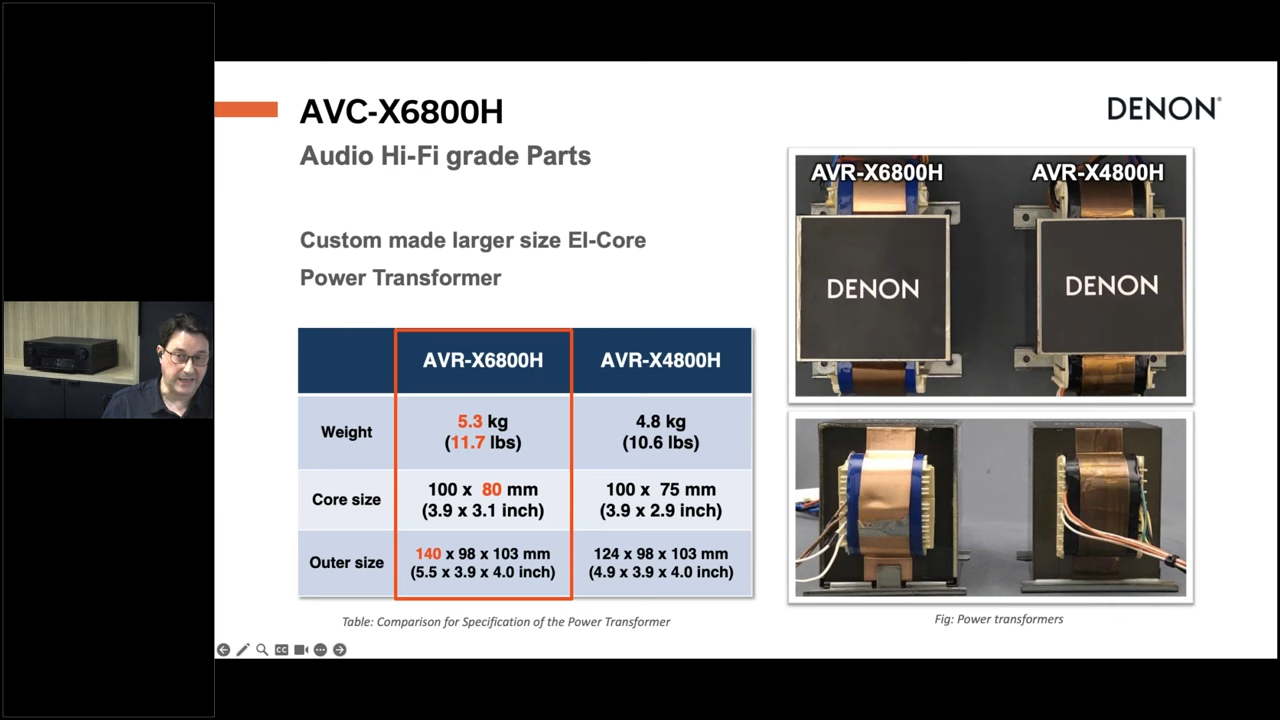 AVC-X6800H
DENON®
Audio Hi-Fi grade Parts
Custom made larger size EI-Core
Power Transformer
AVR-X6800H AVR-X4800H
Weight 5.3 kg 4.8 kg
(11.7 lbs) (10.6 lbs)
Core size 100 x 80 mm 100 x 75 mm
(3.9 x 3.1 inch) (3.9 x 2.9 inch)
Outer size 140 x 98 x 103 mm 124 x 98 x 103 mm
(5.5 x 3.9 x 4.0 inch) (4.9 x 3.9 x 4.0 inch)
Table: Comparison for Specification of the Power Transformer
AVR-X6800H AVR-X4800H
DENON DENON
Fig: Power transformers
CC